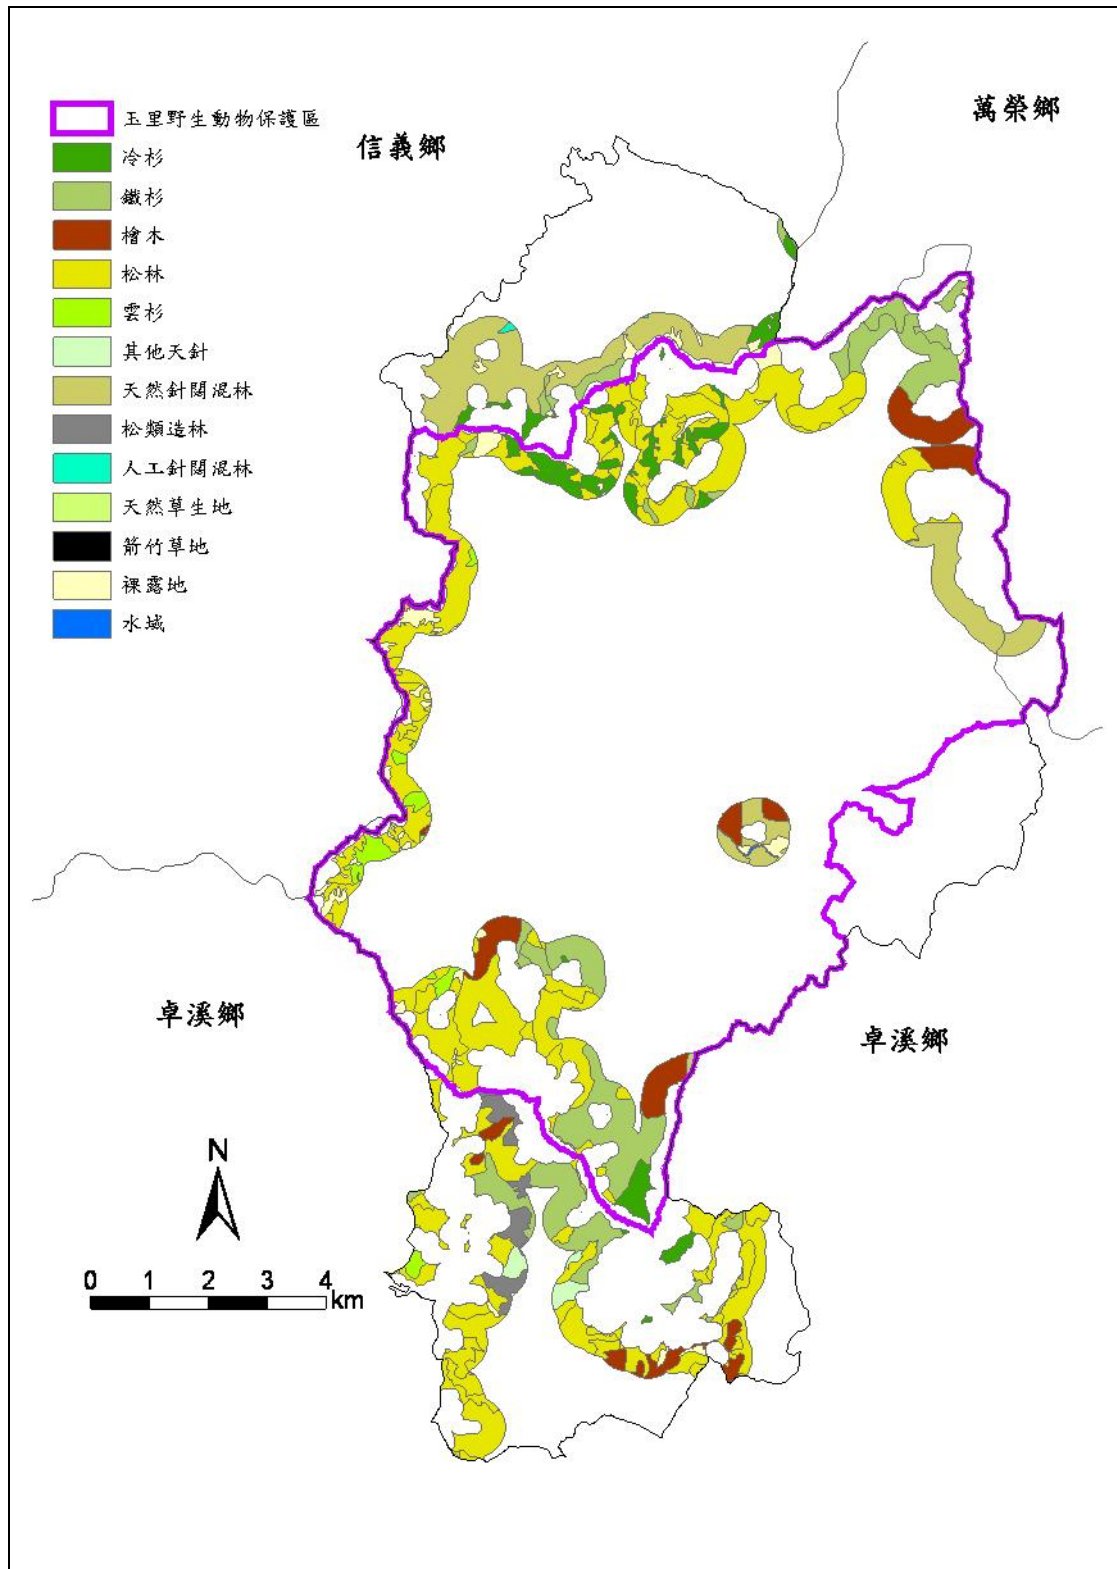 萬榮鄉
信義鄉
玉里野生動物保護區
冷杉
鐵杉
檜木
松林
雲杉
其他天針
天然針闊混林
松類造林
人工針闊混林
天然草生地
箭竹草地
裸露地
水域
卓溪鄉
卓溪鄉
N
0 1 2 3 4
km